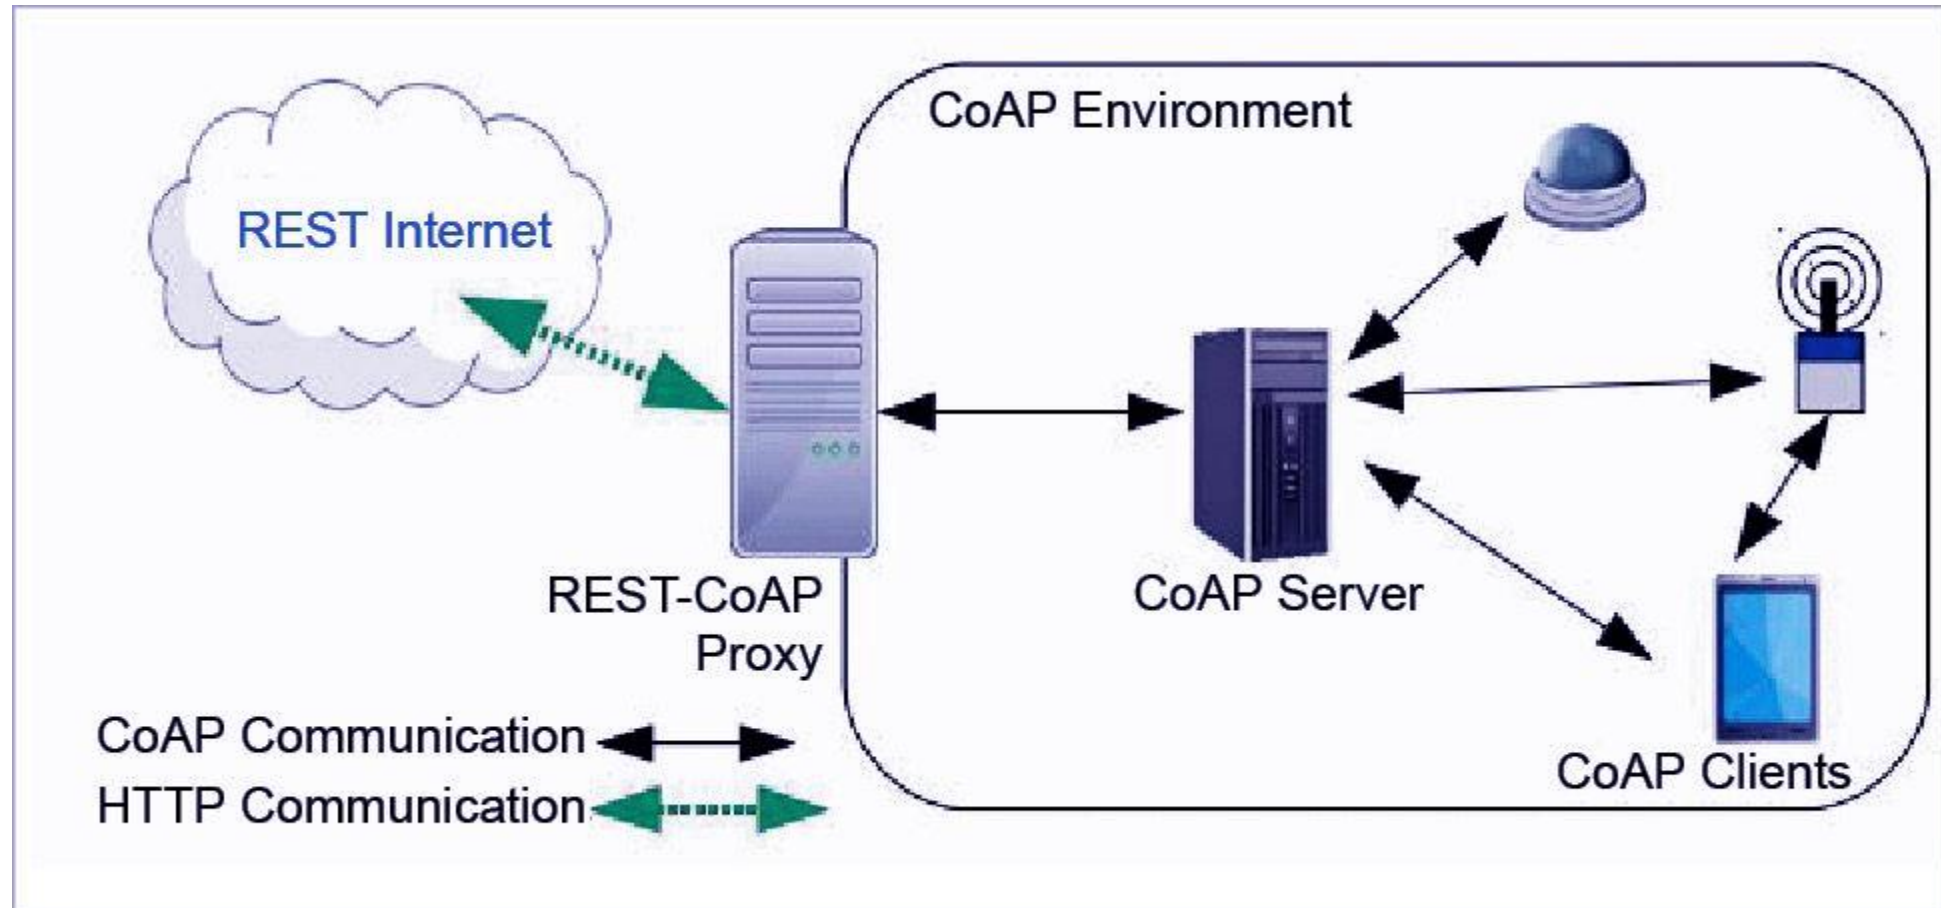 CoAP Environment
REST Internet
REST-CoAP
Proxy
CoAP Server
CoAP Clients
CoAP Communication
HTTP Communication